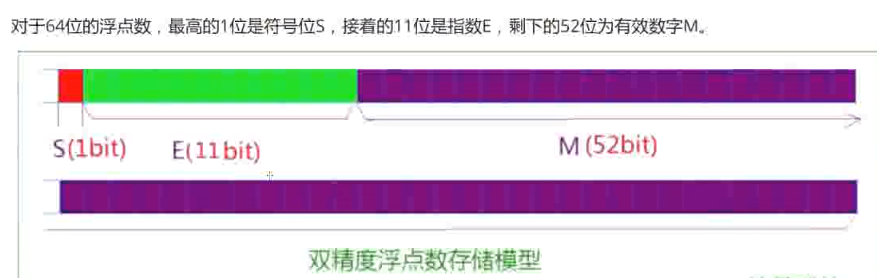 对于64位的浮点数，最高的1位是符号位S，接着的11位是指数E，剩下的52位为有效数字M。
S(1bit) E(11bit) M(52bit)
双精度浮点数存储模型